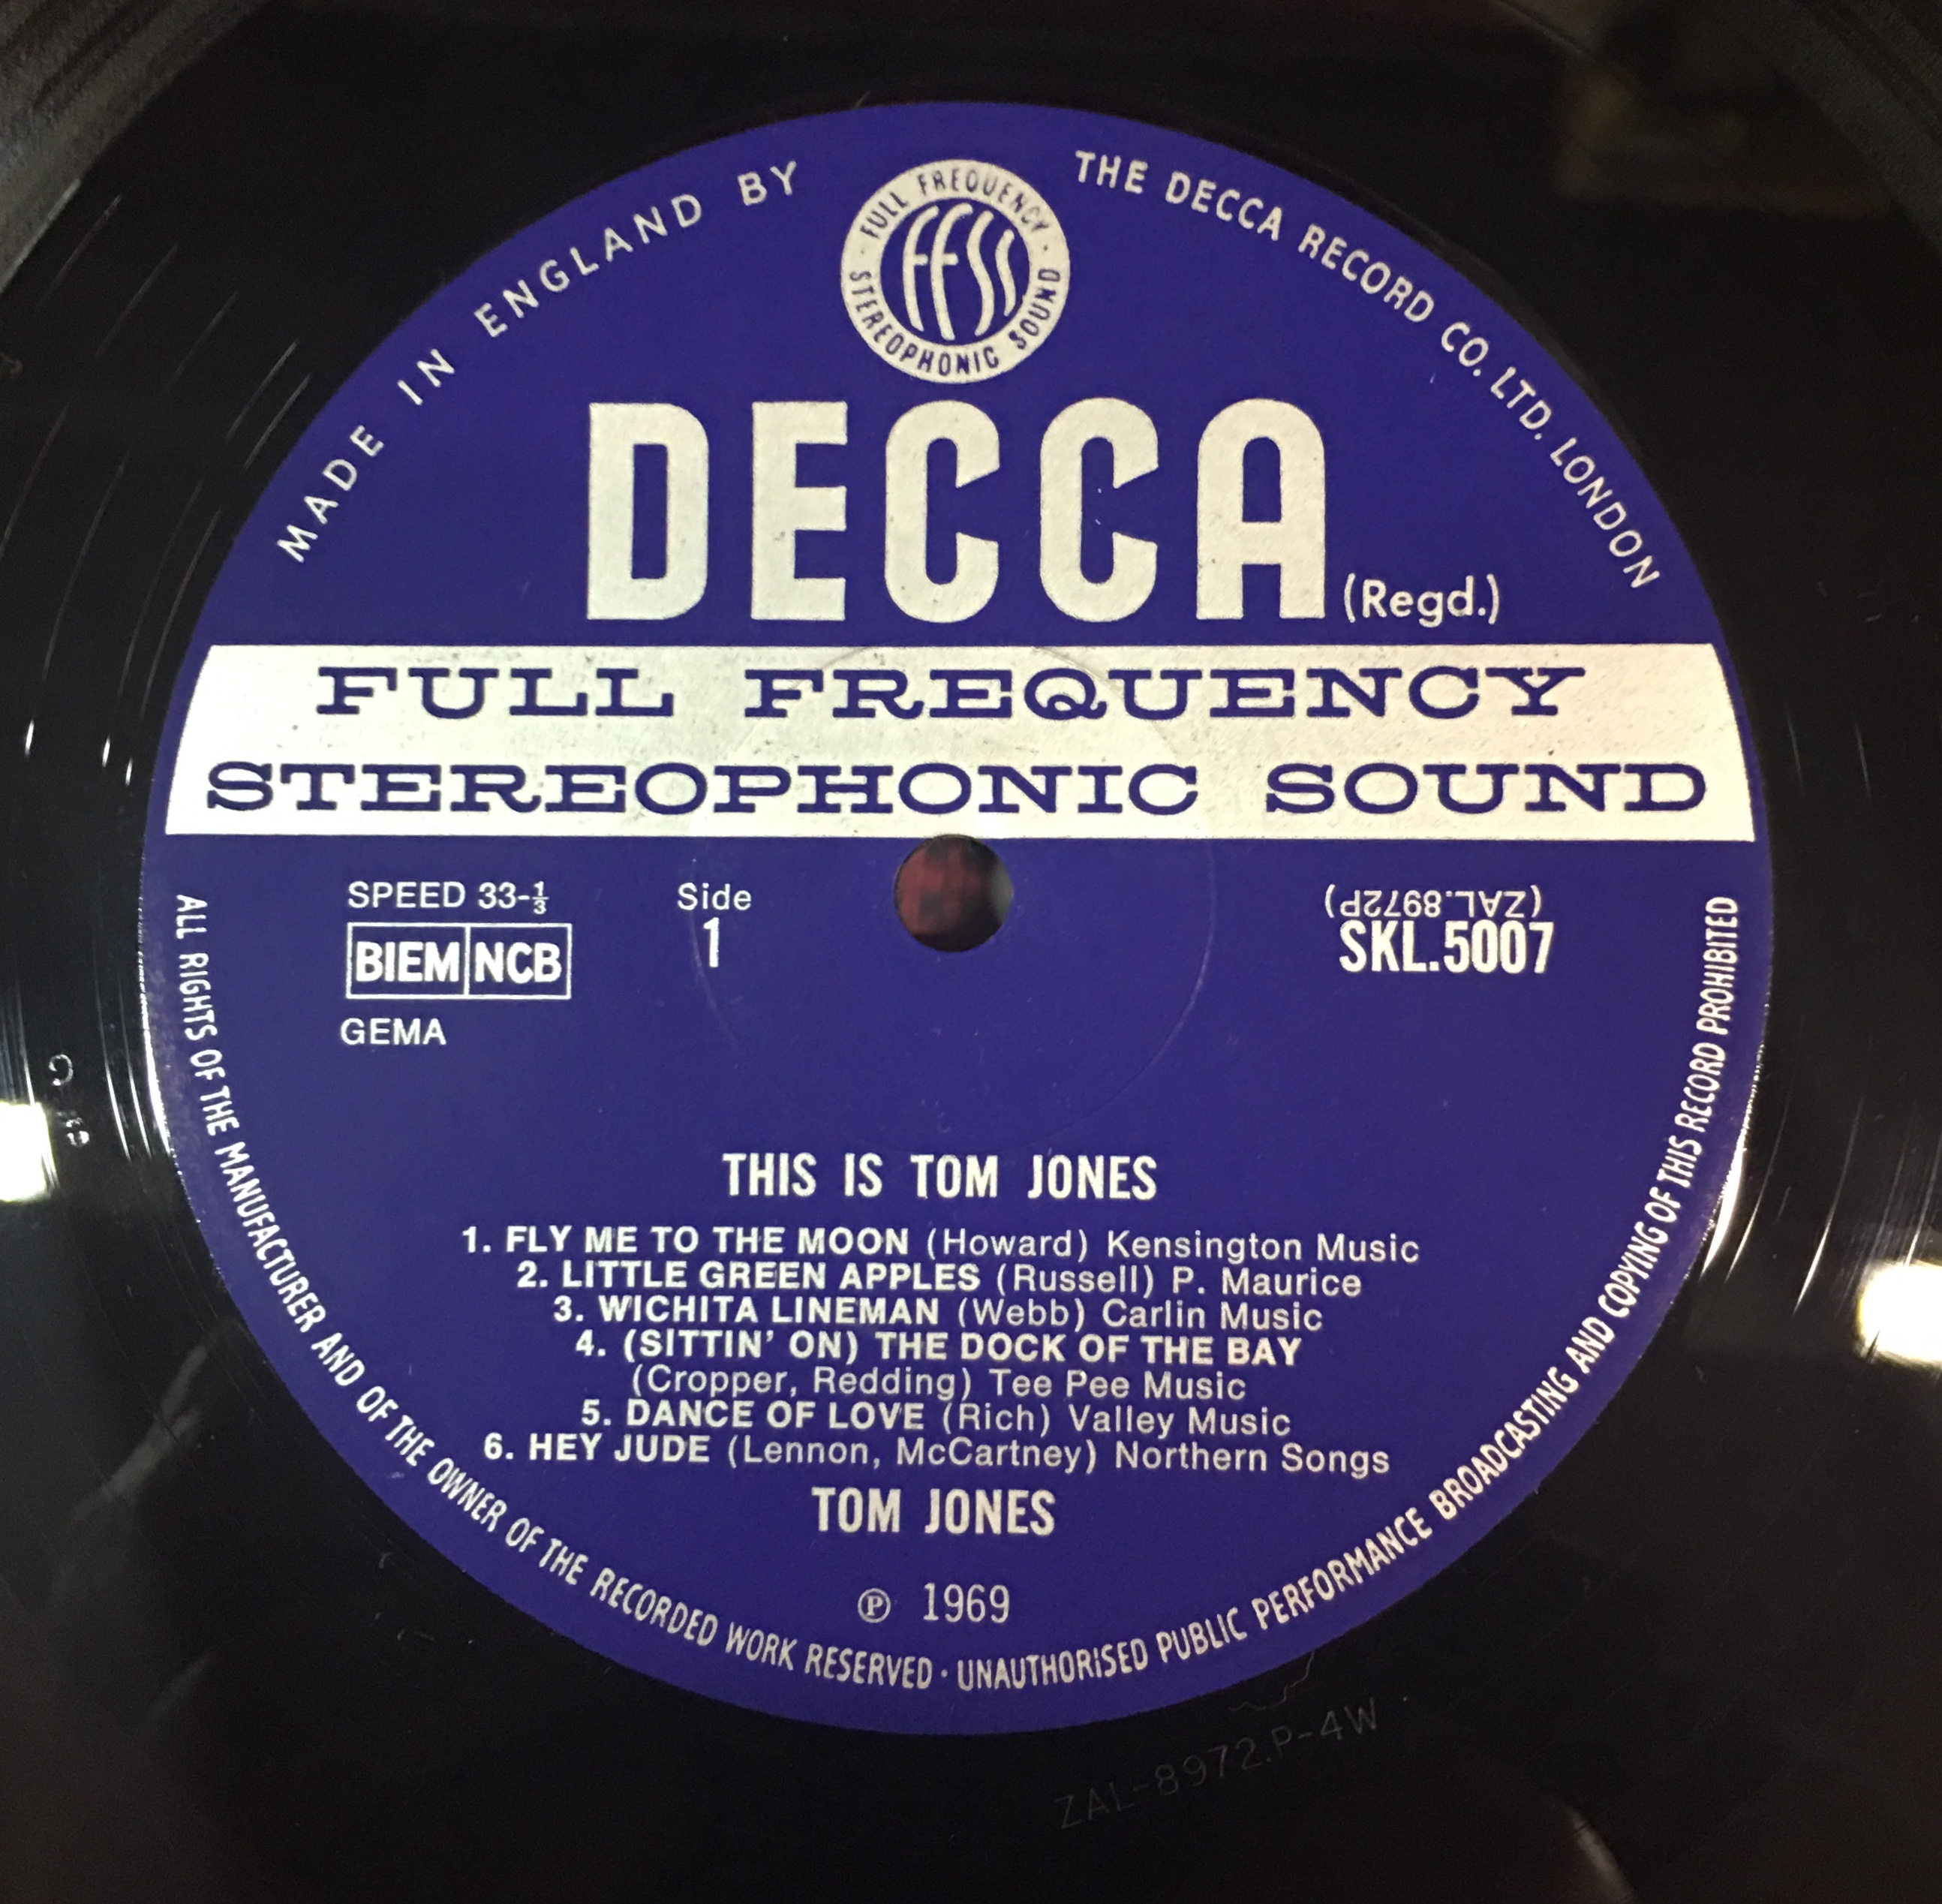 MADE IN ENGLAND BY
THE DECCA RECORD CO. LTD. LONDON
FULL FREQUENCY
FFSS
STEREOPHONIC SOUND
DECCA (Regd.)
FULL FREQUENCY
STEREOPHONIC SOUND
SPEED 33-⅓
BIEM NCB
GEMA
Side
1
(ZAL.8972P)
SKL.5007
THIS IS TOM JONES
1. FLY ME TO THE MOON (Howard) Kensington Music
2. LITTLE GREEN APPLES (Russell) P. Maurice
3. WICHITA LINEMAN (Webb) Carlin Music
4. (SITTIN' ON) THE DOCK OF THE BAY
(Cropper, Redding) Tee Pee Music
5. DANCE OF LOVE (Rich) Valley Music
6. HEY JUDE (Lennon, McCartney) Northern Songs
TOM JONES
℗ 1969
ALL RIGHTS OF THE MANUFACTURER AND OF THE OWNER OF THE RECORDED WORK RESERVED · UNAUTHORISED PUBLIC PERFORMANCE BROADCASTING AND COPYING OF THIS RECORD PROHIBITED
ZAL-8972.P-4W